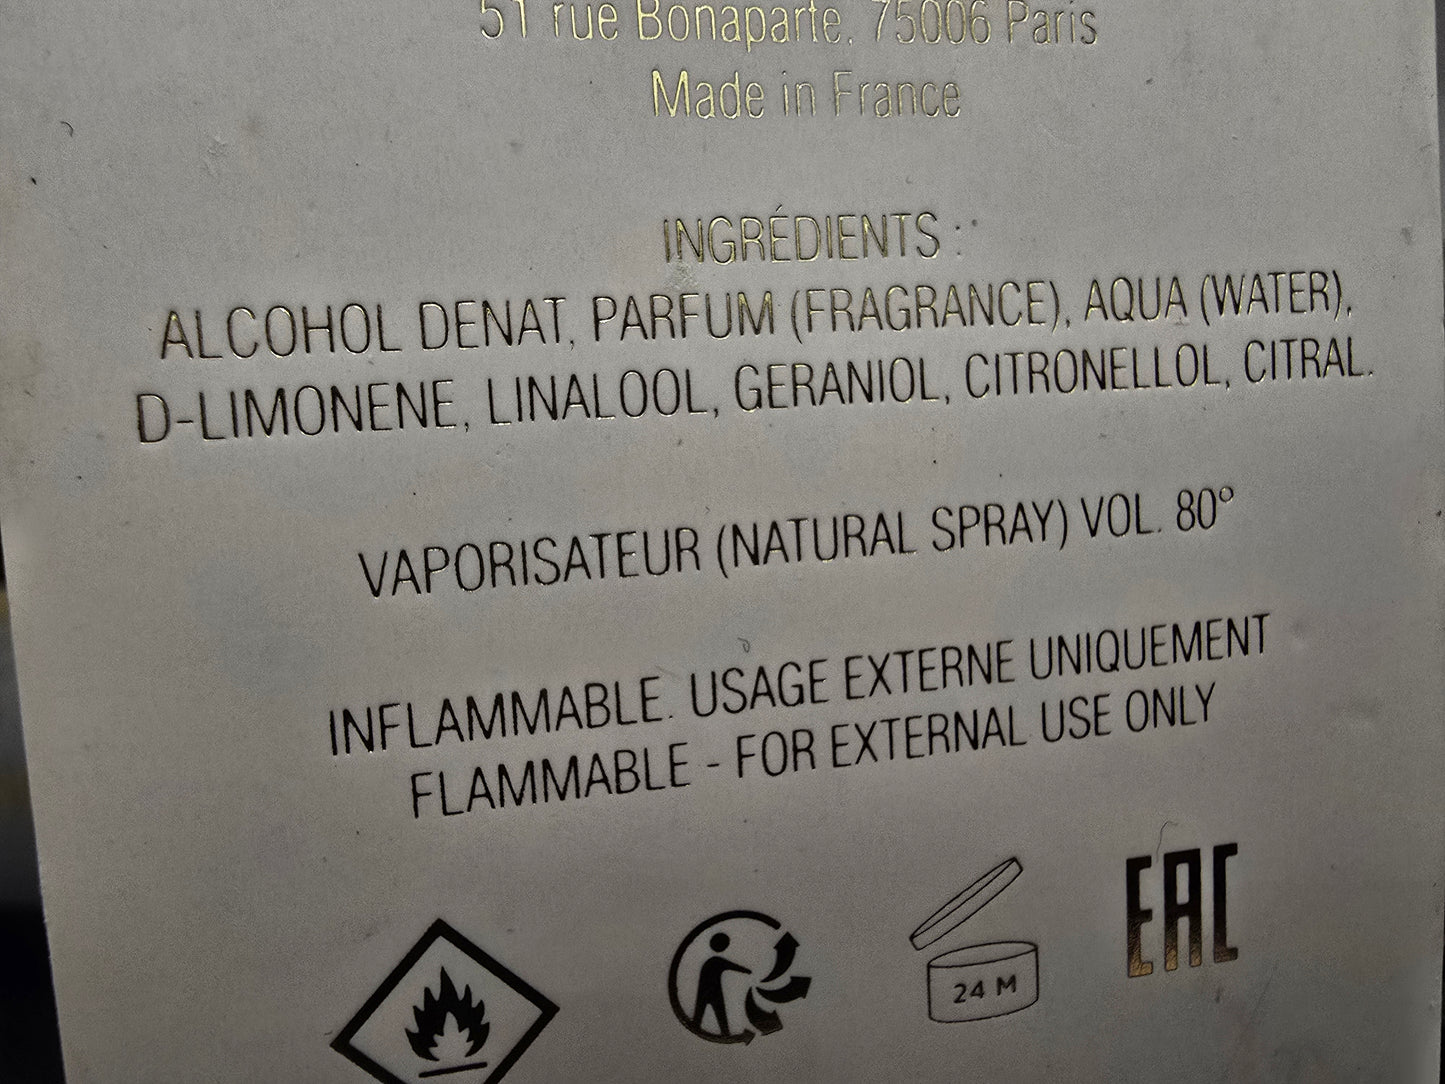 51 rue Bonaparte, 75006 Paris
Made in France
INGRÉDIENTS :
ALCOHOL DENAT, PARFUM (FRAGRANCE), AQUA (WATER),
D-LIMONENE, LINALOOL, GERANIOL, CITRONELLOL, CITRAL.
VAPORISATEUR (NATURAL SPRAY) VOL. 80°
INFLAMMABLE. USAGE EXTERNE UNIQUEMENT
FLAMMABLE - FOR EXTERNAL USE ONLY
EAC
24 M